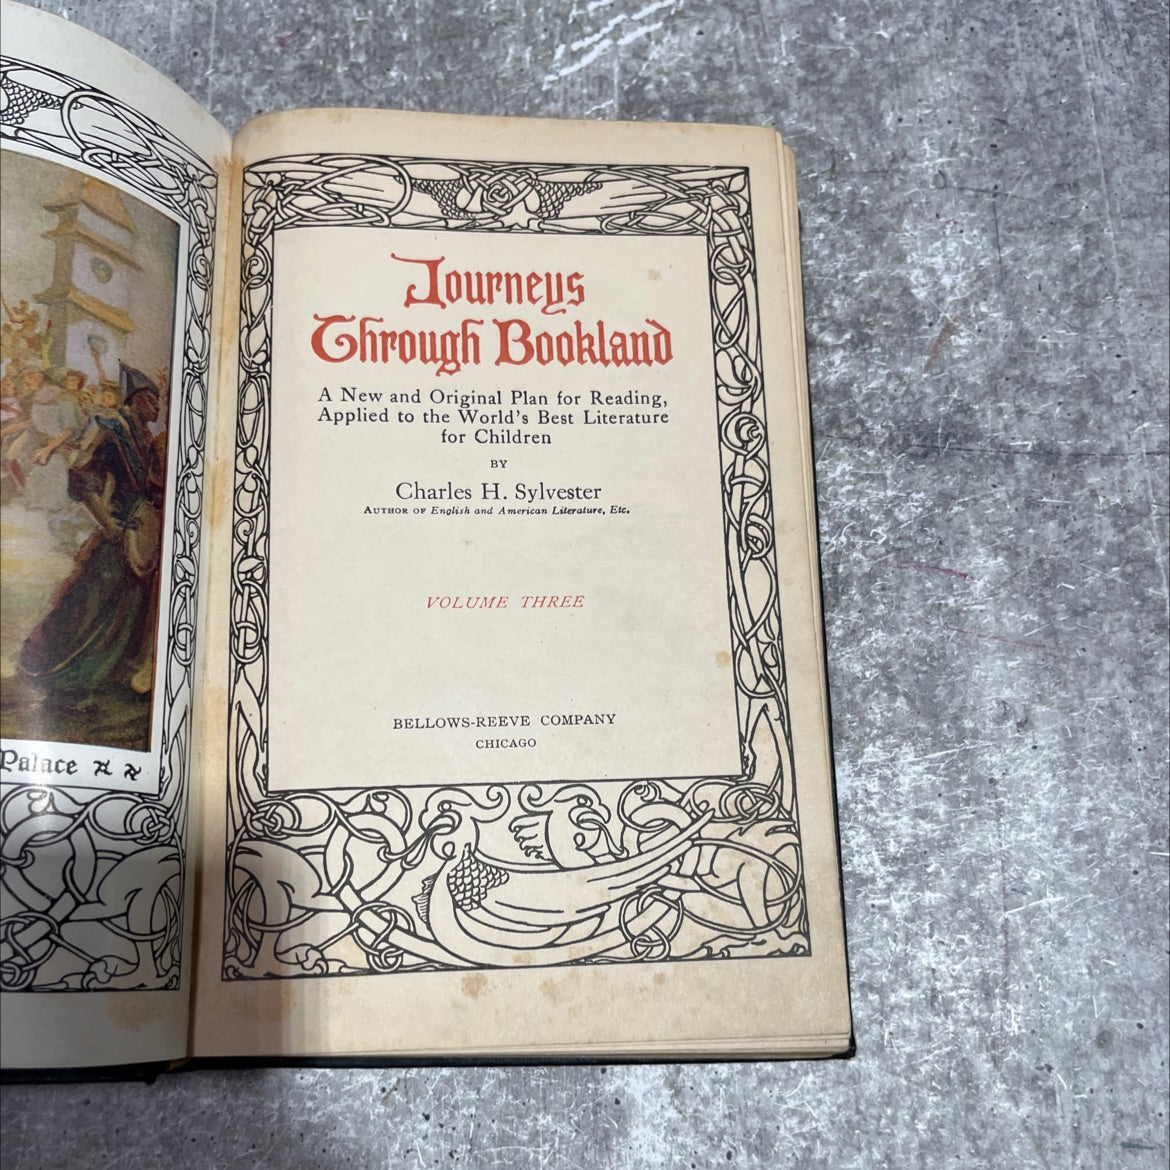 Palace
Journeys
Through Bookland
A New and Original Plan for Reading,
Applied to the World's Best Literature
for Children
BY
Charles H. Sylvester
AUTHOR OF English and American Literature, Etc.
VOLUME THREE
BELLOWS-REEVE COMPANY
CHICAGO